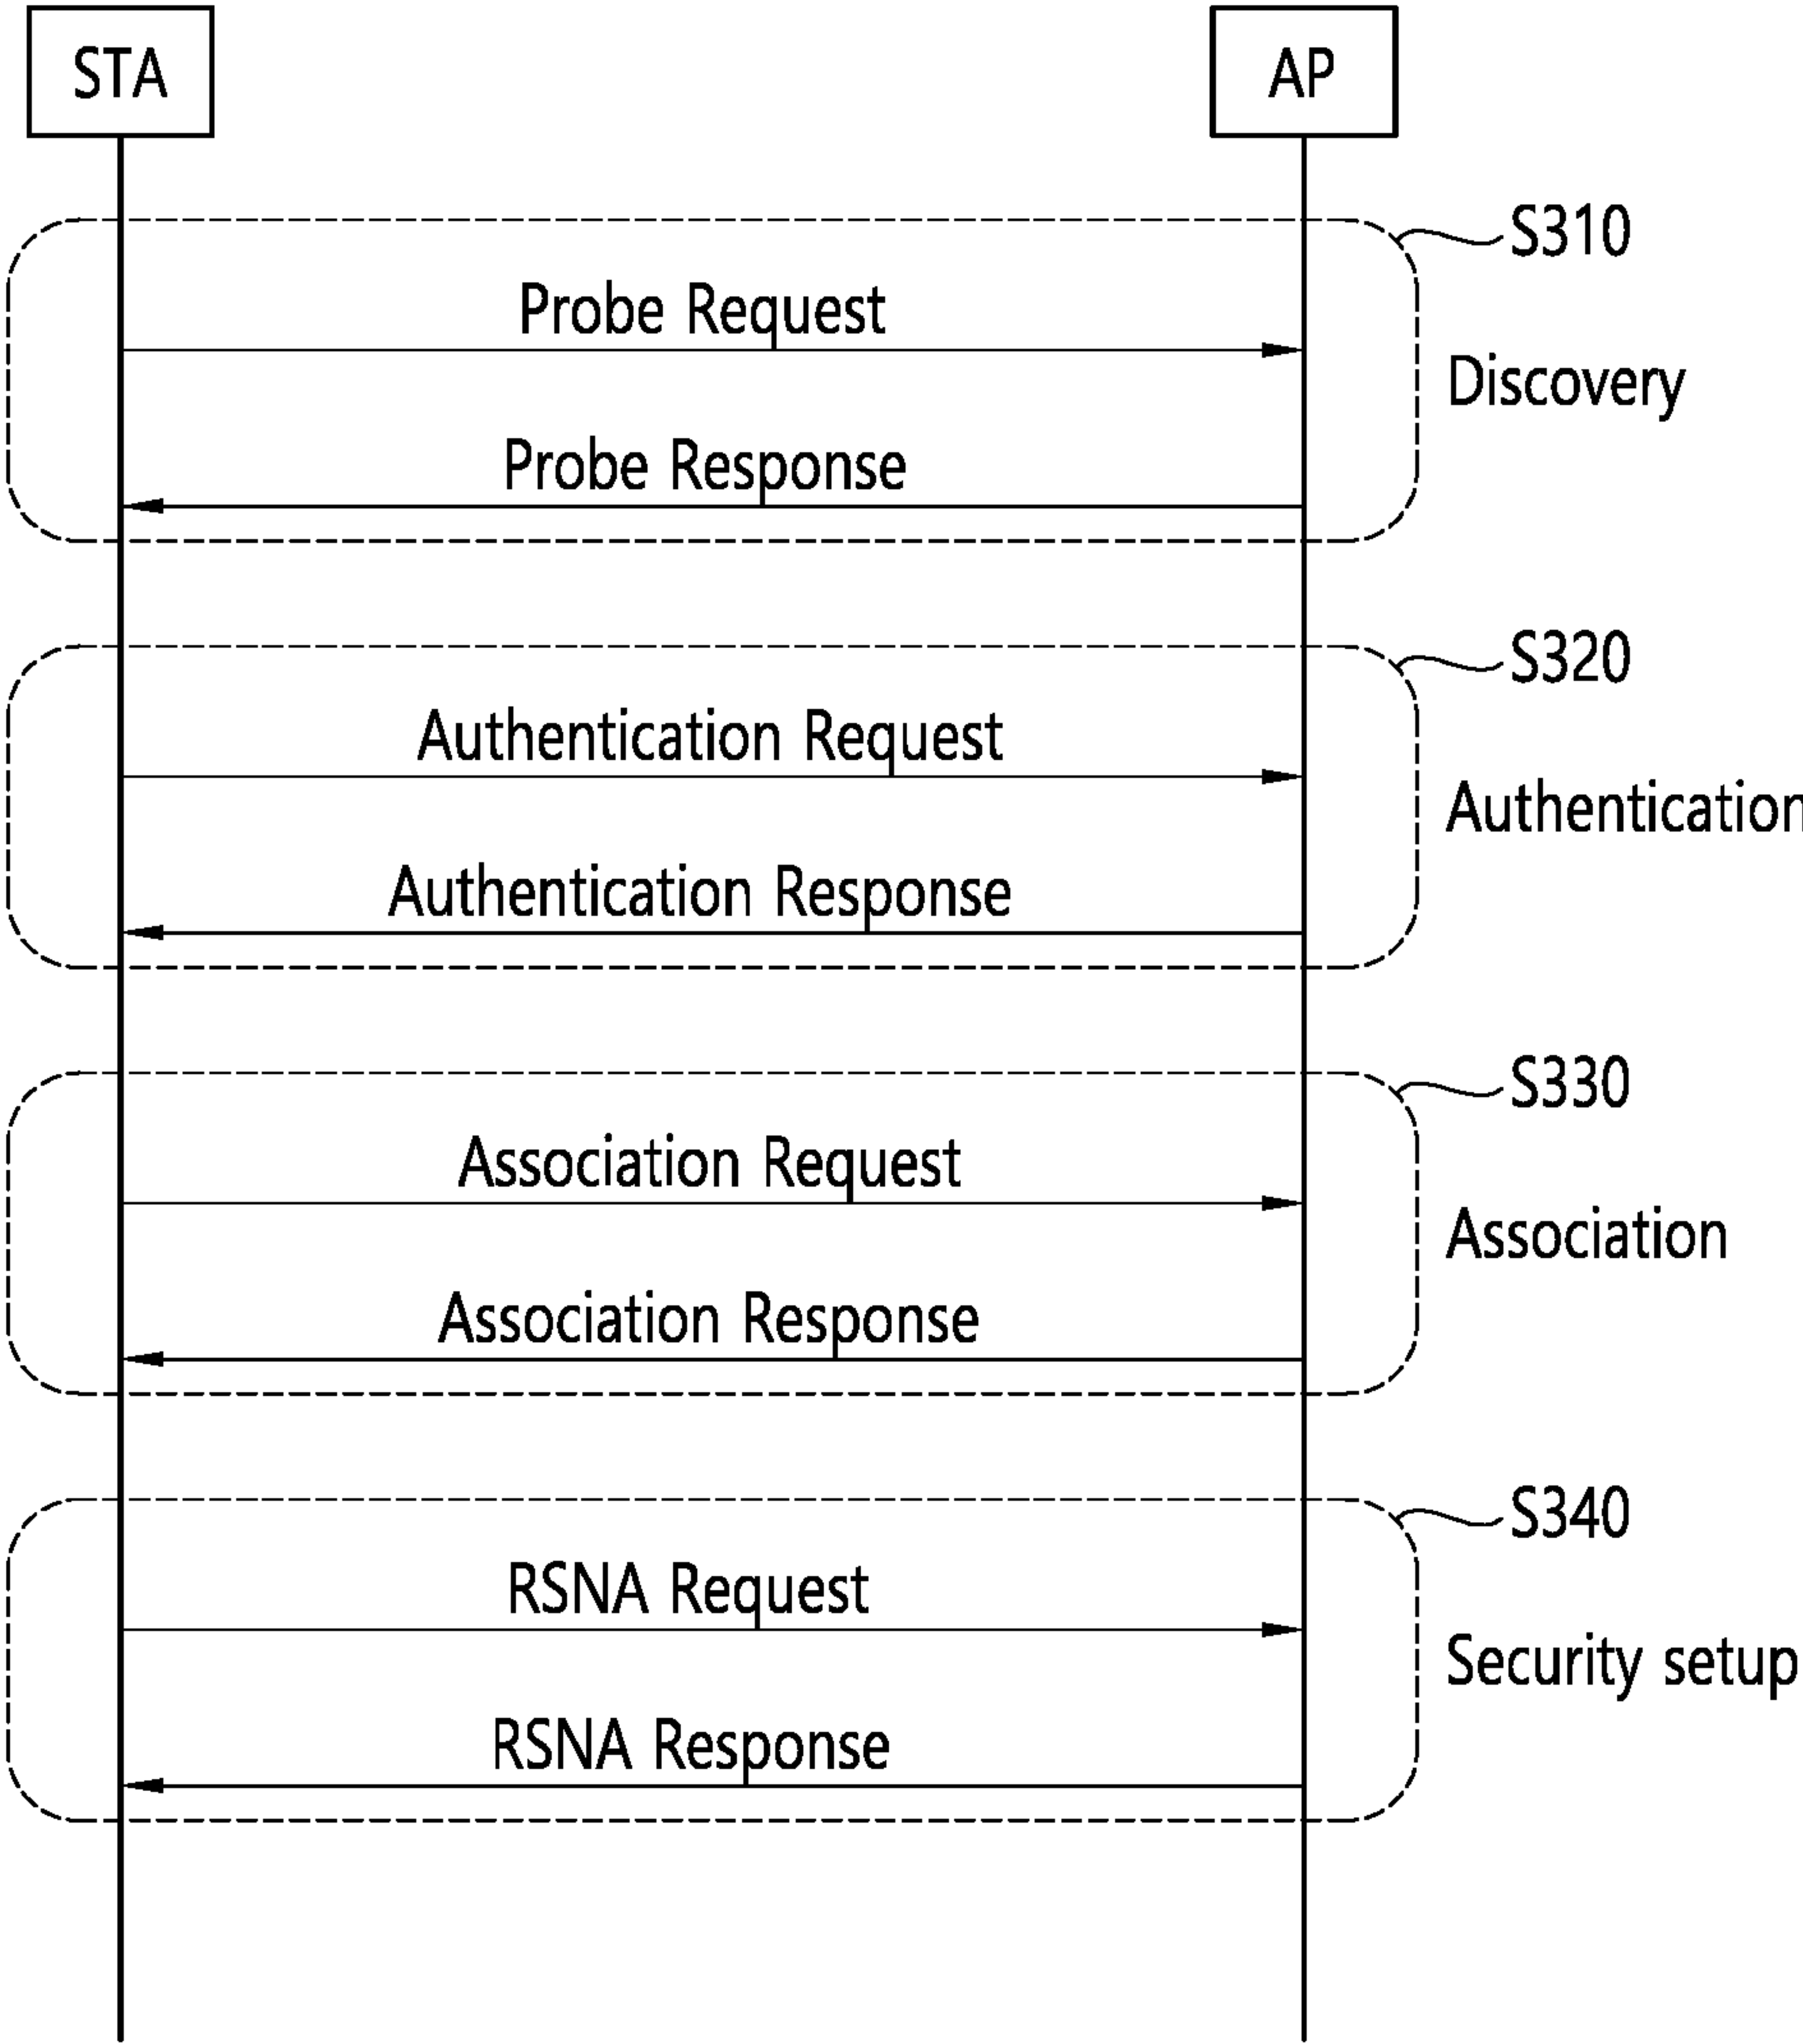 STA
AP
S310
Probe Request
Discovery
Probe Response
S320
Authentication Request
Authentication
Authentication Response
S330
Association Request
Association
Association Response
S340
RSNA Request
Security setup
RSNA Response